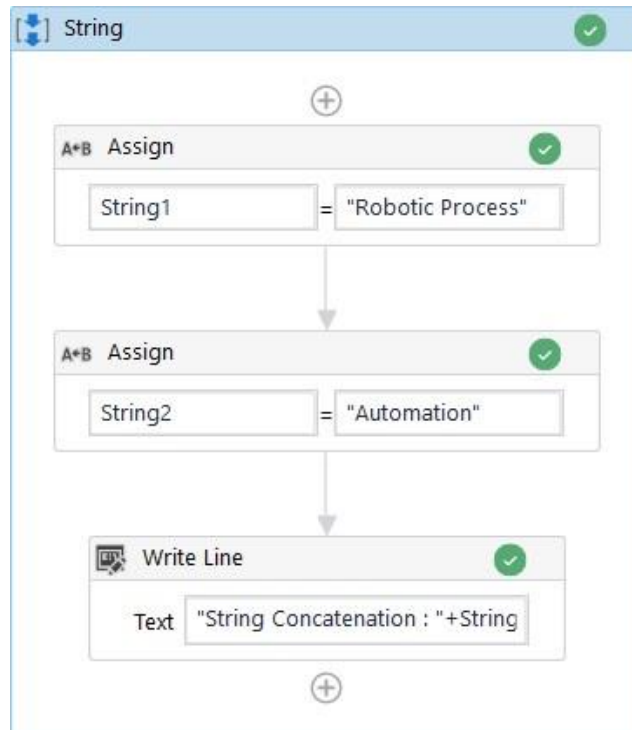 String
A+B Assign
String1 = "Robotic Process"
A+B Assign
String2 = "Automation"
Write Line
Text "String Concatenation : "+String